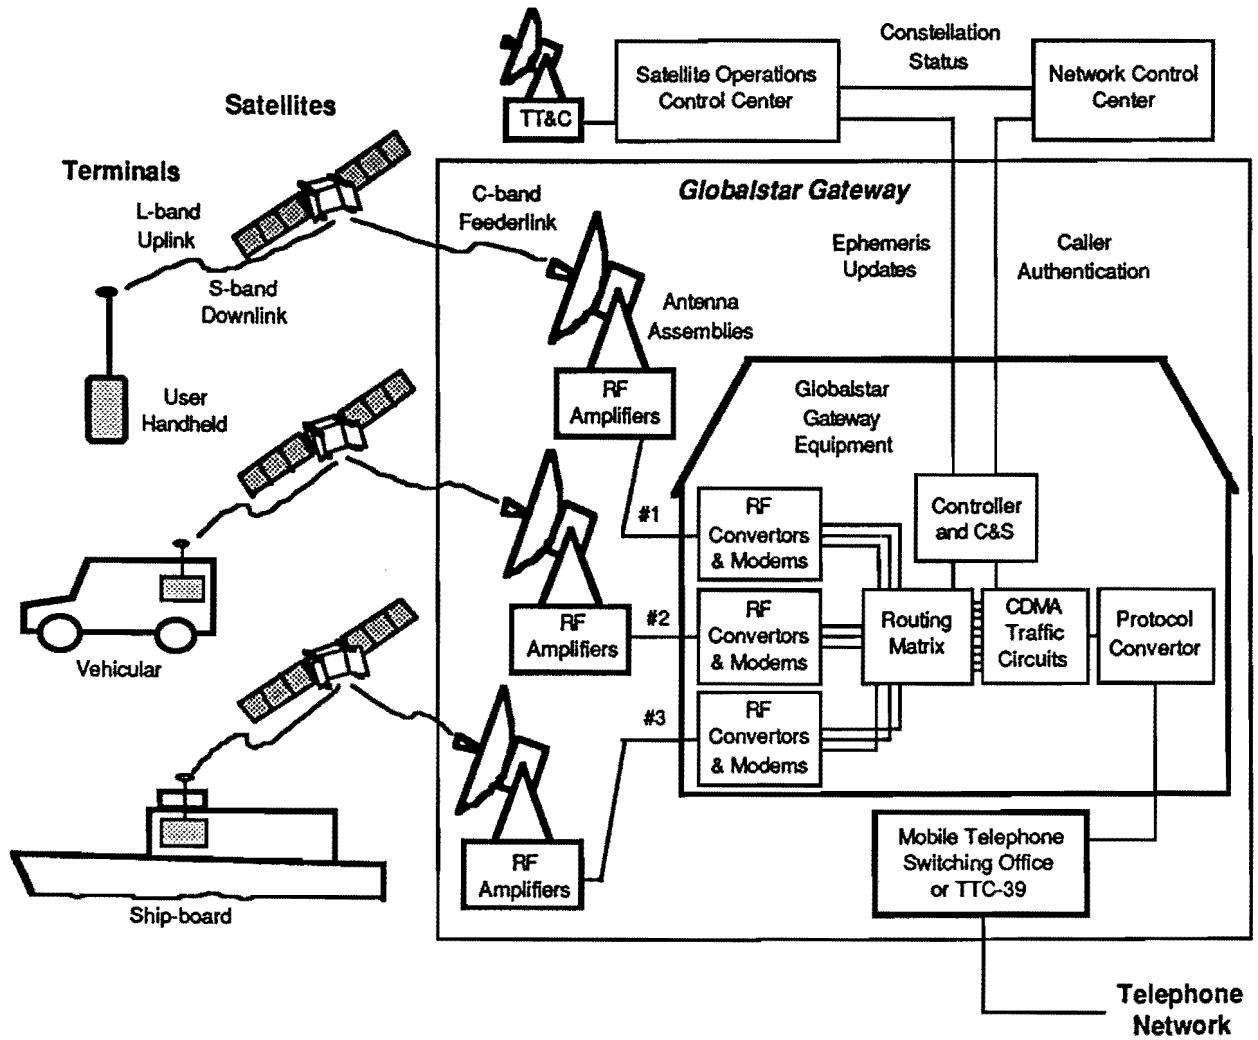 Constellation
Status
Satellite Operations
Control Center
Network Control
Center
TT&C
Satellites
Terminals
L-band
Uplink
S-band
Downlink
C-band
Feederlink
Globalstar Gateway
Ephemeris
Updates
Caller
Authentication
Antenna
Assemblies
User
Handheld
RF
Amplifiers
Globalstar
Gateway
Equipment
#1
RF
Convertors
& Modems
Controller
and C&S
Vehicular
RF
Amplifiers
#2
RF
Convertors
& Modems
Routing
Matrix
CDMA
Traffic
Circuits
Protocol
Convertor
#3
RF
Convertors
& Modems
Ship-board
RF
Amplifiers
Mobile Telephone
Switching Office
or TTC-39
Telephone
Network